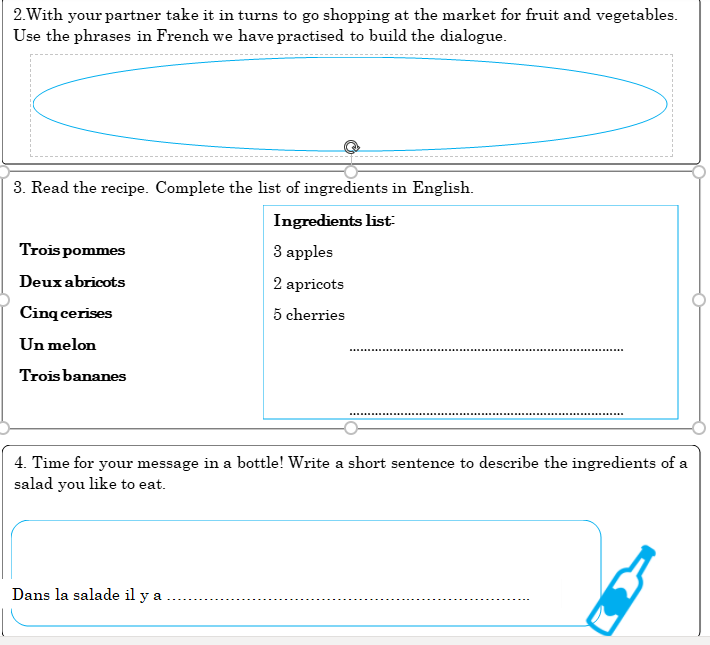 2.With your partner take it in turns to go shopping at the market for fruit and vegetables.
Use the phrases in French we have practised to build the dialogue.
3. Read the recipe. Complete the list of ingredients in English.
Ingredients list:
Trois pommes
3 apples
Deux abricots
2 apricots
Cinq cerises
5 cherries
Un melon
................................................................................
Trois bananes
................................................................................
4. Time for your message in a bottle! Write a short sentence to describe the ingredients of a
salad you like to eat.
Dans la salade il y a ........................................................................